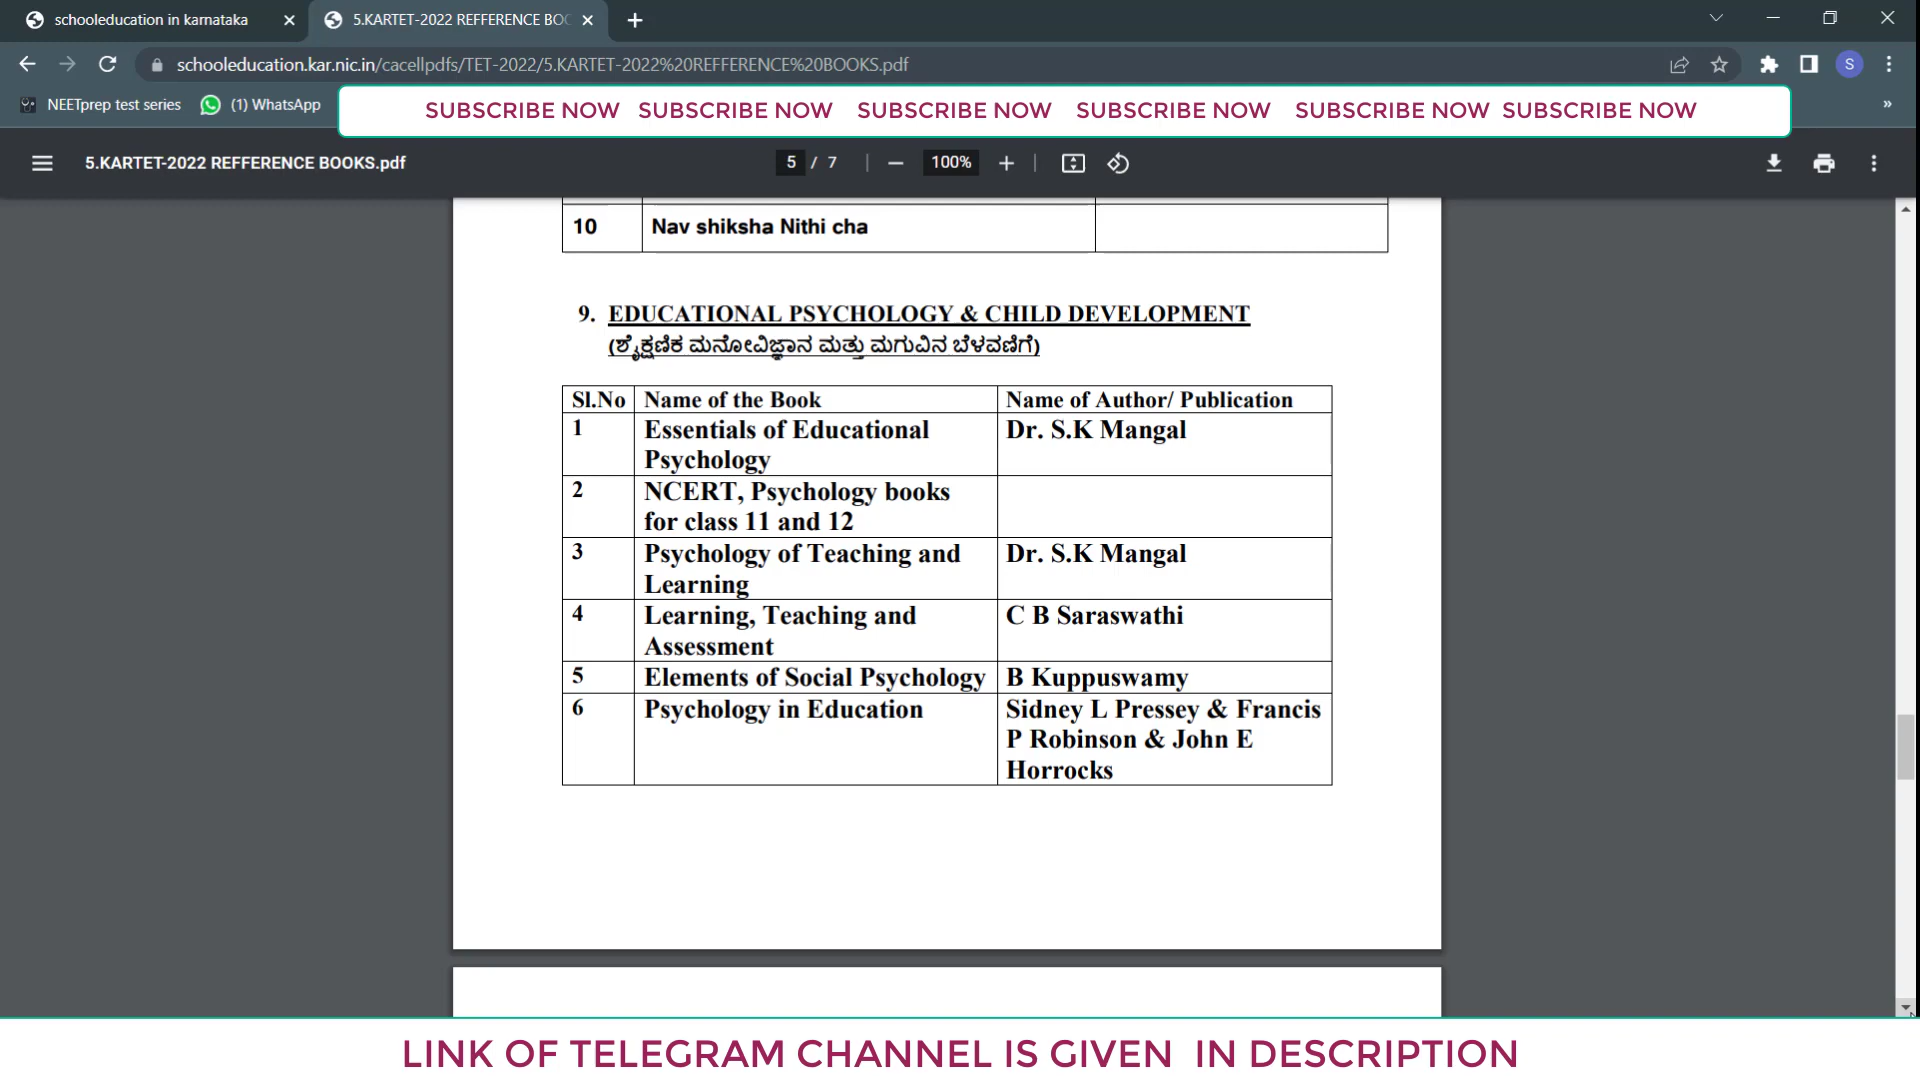 schooleducation in karnataka
5.KARTET-2022 REFFERENCE BO
schooleducation.kar.nic.in/cacellpdfs/TET-2022/5.KARTET-2022%20REFFERENCE%20BOOKS.pdf
S
NEETprep test series
(1) WhatsApp
SUBSCRIBE NOW SUBSCRIBE NOW SUBSCRIBE NOW SUBSCRIBE NOW SUBSCRIBE NOW SUBSCRIBE NOW
5.KARTET-2022 REFFERENCE BOOKS.pdf
5 / 7
100%
10 Nav shiksha Nithi cha
9. EDUCATIONAL PSYCHOLOGY & CHILD DEVELOPMENT
(ಶೈಕ್ಷಣಿಕ ಮನೋವಿಜ್ಞಾನ ಮತ್ತು ಮಗುವಿನ ಬೆಳವಣಿಗೆ)
Sl.No Name of the Book Name of Author/ Publication
1 Essentials of Educational Dr. S.K Mangal
Psychology
2 NCERT, Psychology books
for class 11 and 12
3 Psychology of Teaching and Dr. S.K Mangal
Learning
4 Learning, Teaching and C B Saraswathi
Assessment
5 Elements of Social Psychology B Kuppuswamy
6 Psychology in Education Sidney L Pressey & Francis
P Robinson & John E
Horrocks
LINK OF TELEGRAM CHANNEL IS GIVEN IN DESCRIPTION